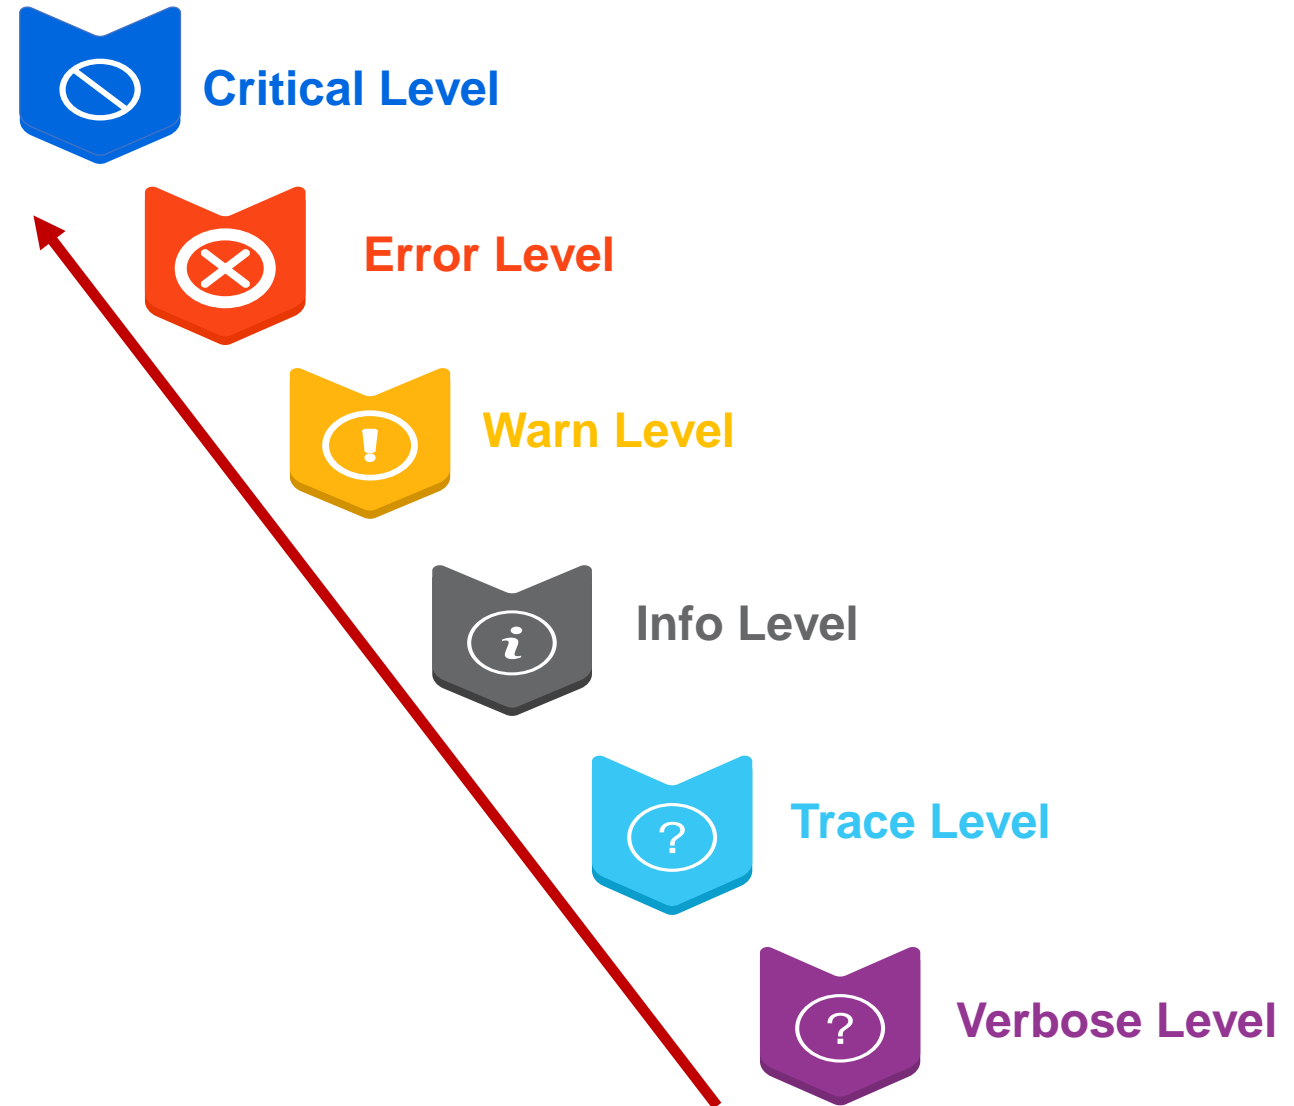 Critical Level
Error Level
!
Warn Level
i
Info Level
?
Trace Level
?
Verbose Level